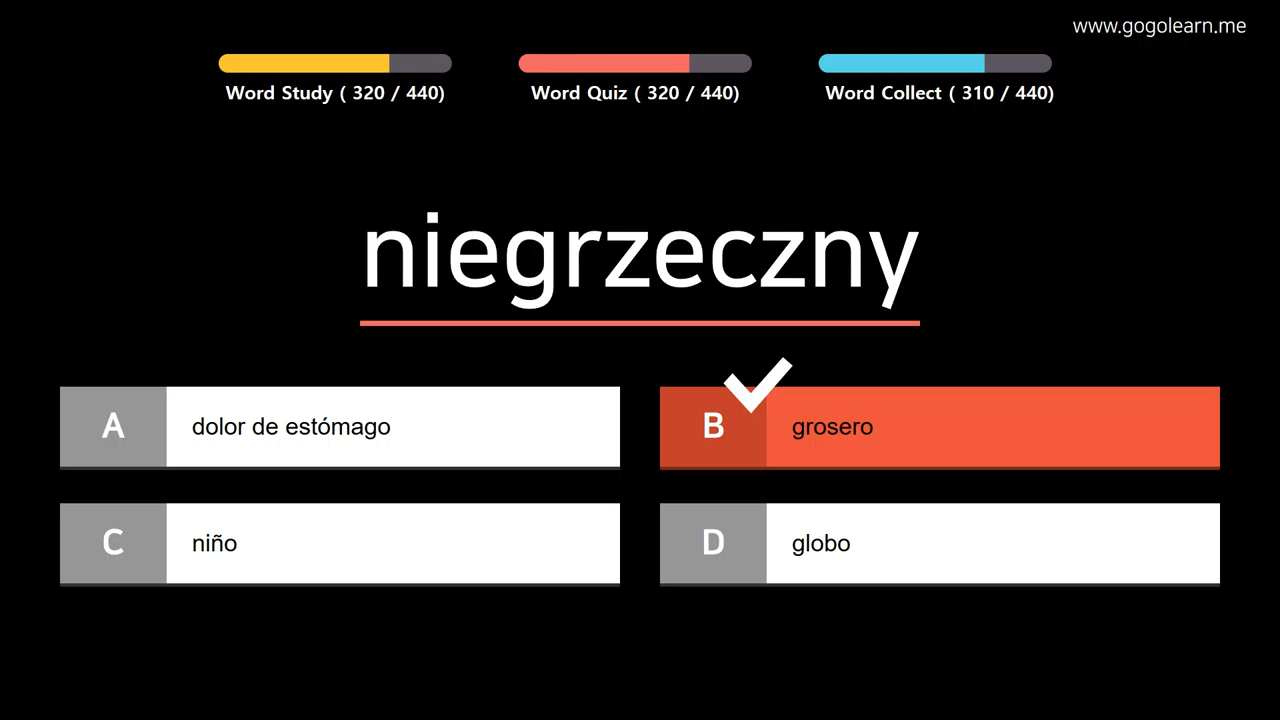 www.gogolearn.me
Word Study ( 320 / 440)
Word Quiz ( 320 / 440)
Word Collect ( 310 / 440)
niegrzeczny
A
dolor de estómago
B
grosero
C
niño
D
globo